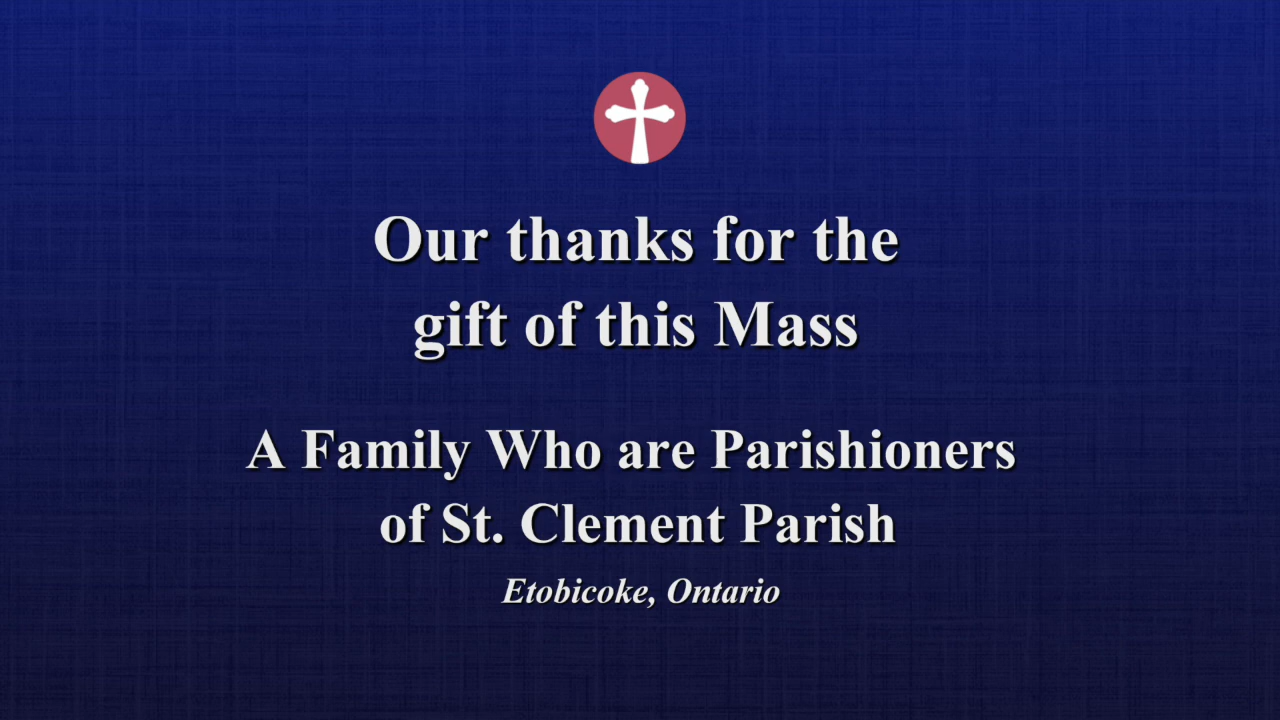 Our thanks for the
gift of this Mass
A Family Who are Parishioners
of St. Clement Parish
Etobicoke, Ontario